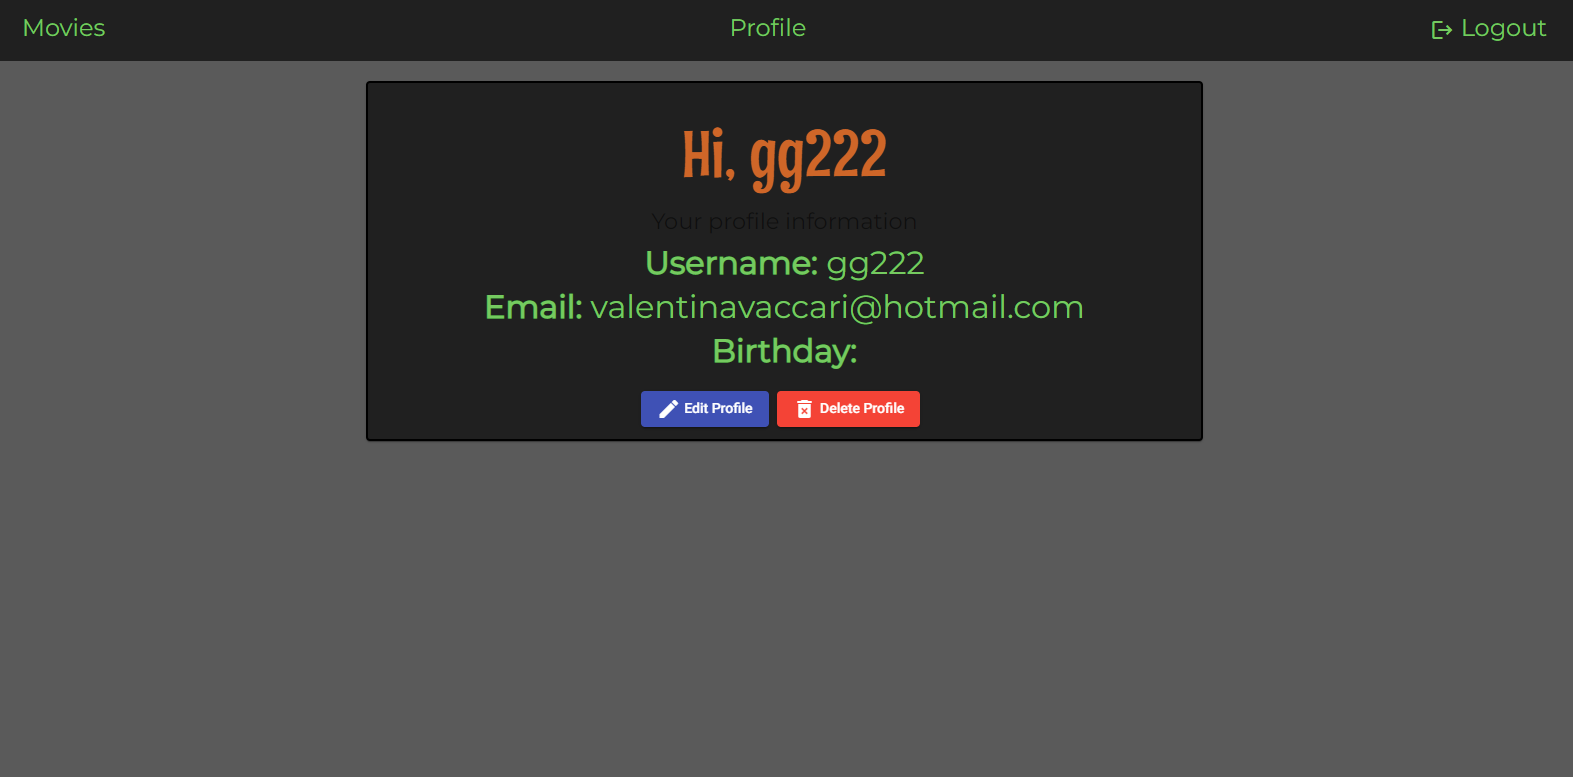 Movies Profile Logout
Hi, gg222
Your profile information
Username: gg222
Email: valentinavaccari@hotmail.com
Birthday:
Edit Profile Delete Profile